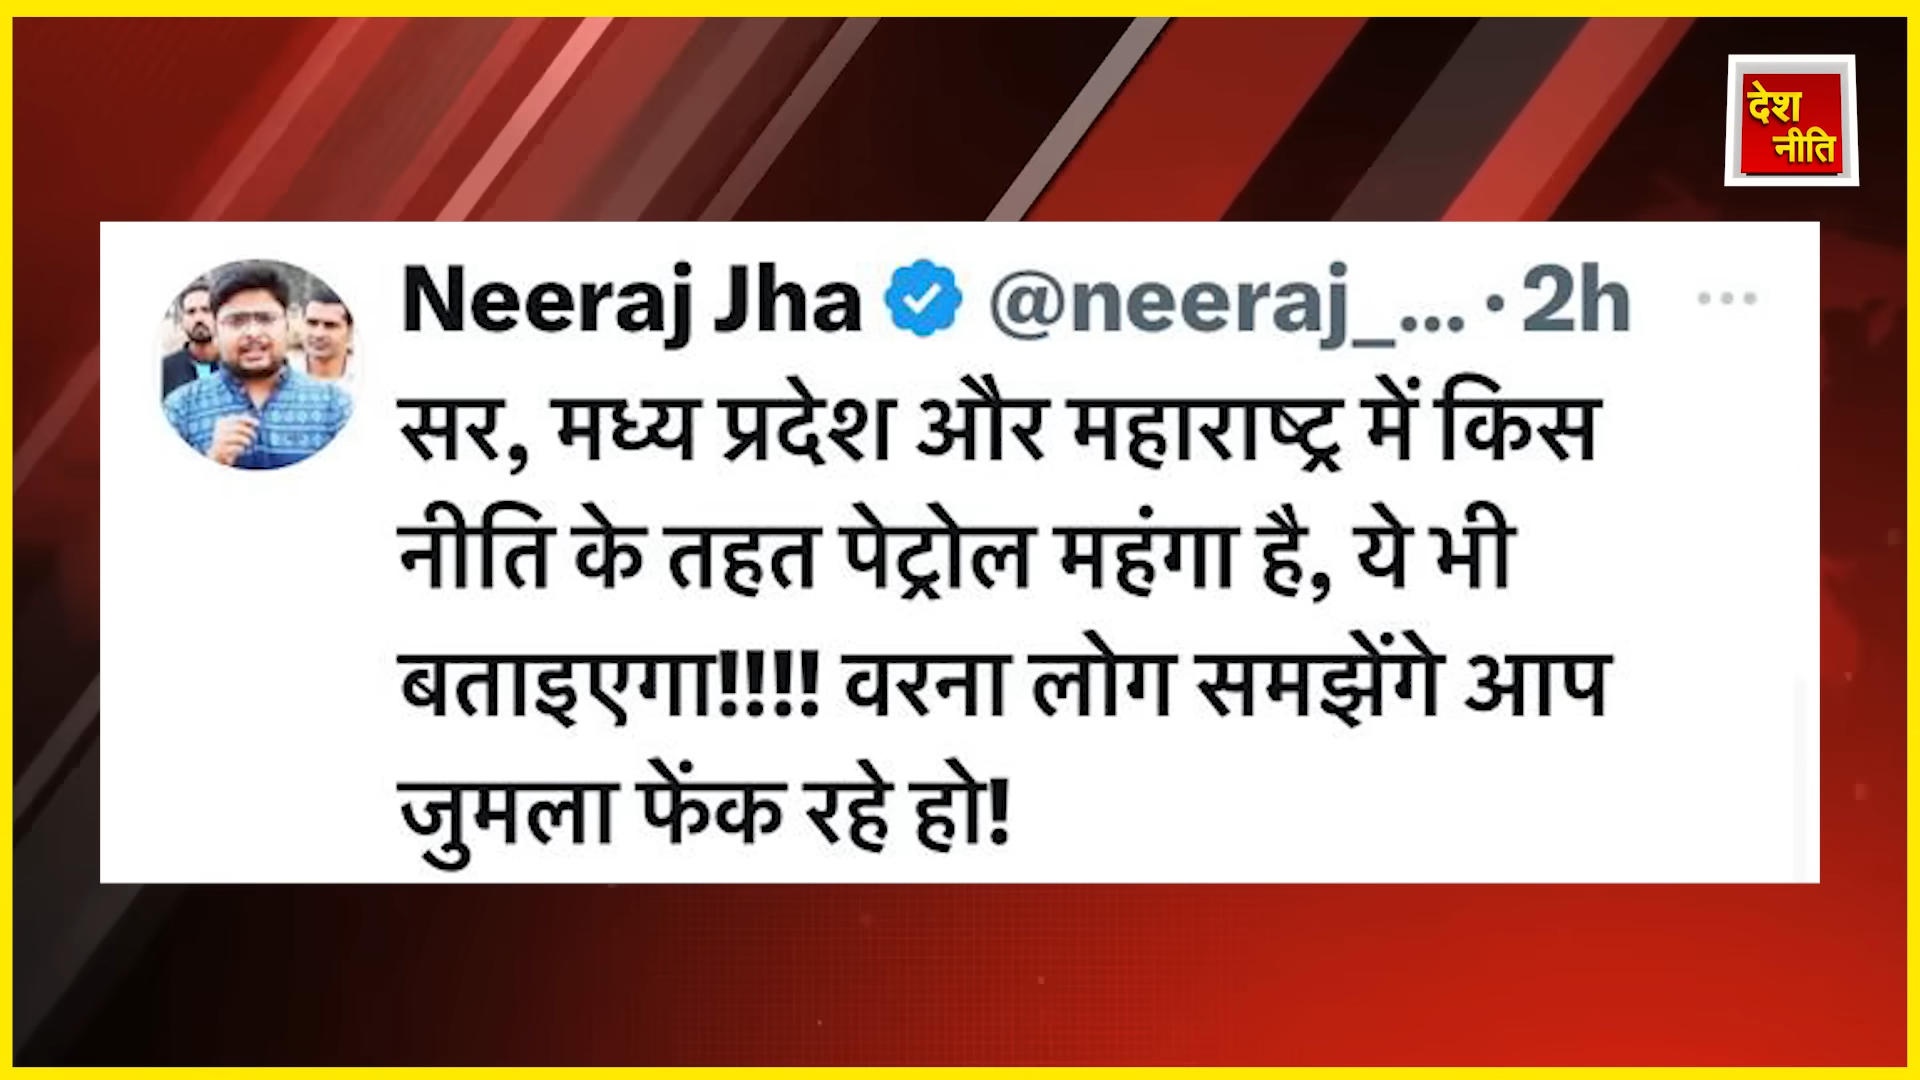 देश
नीति
Neeraj Jha @neeraj_... · 2h ...
सर, मध्य प्रदेश और महाराष्ट्र में किस
नीति के तहत पेट्रोल महंगा है, ये भी
बताइएगा!!!! वरना लोग समझेंगे आप
जुमला फेंक रहे हो!